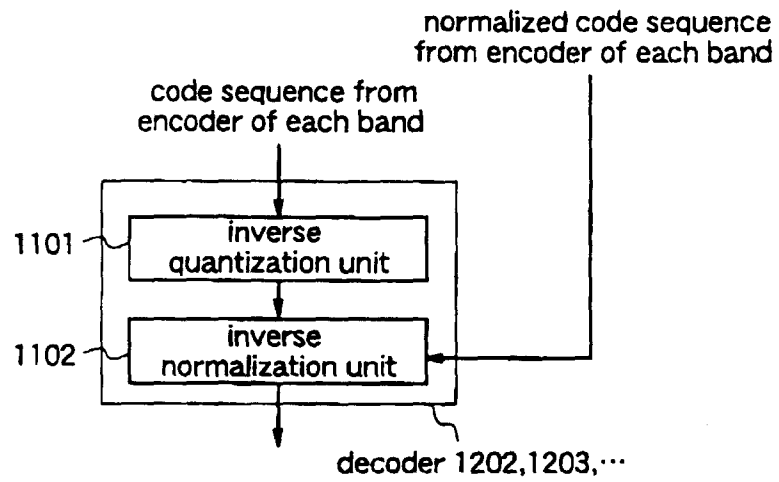 normalized code sequence
from encoder of each band
code sequence from
encoder of each band
1101
inverse
quantization unit
1102
inverse
normalization unit
decoder 1202,1203,⋯